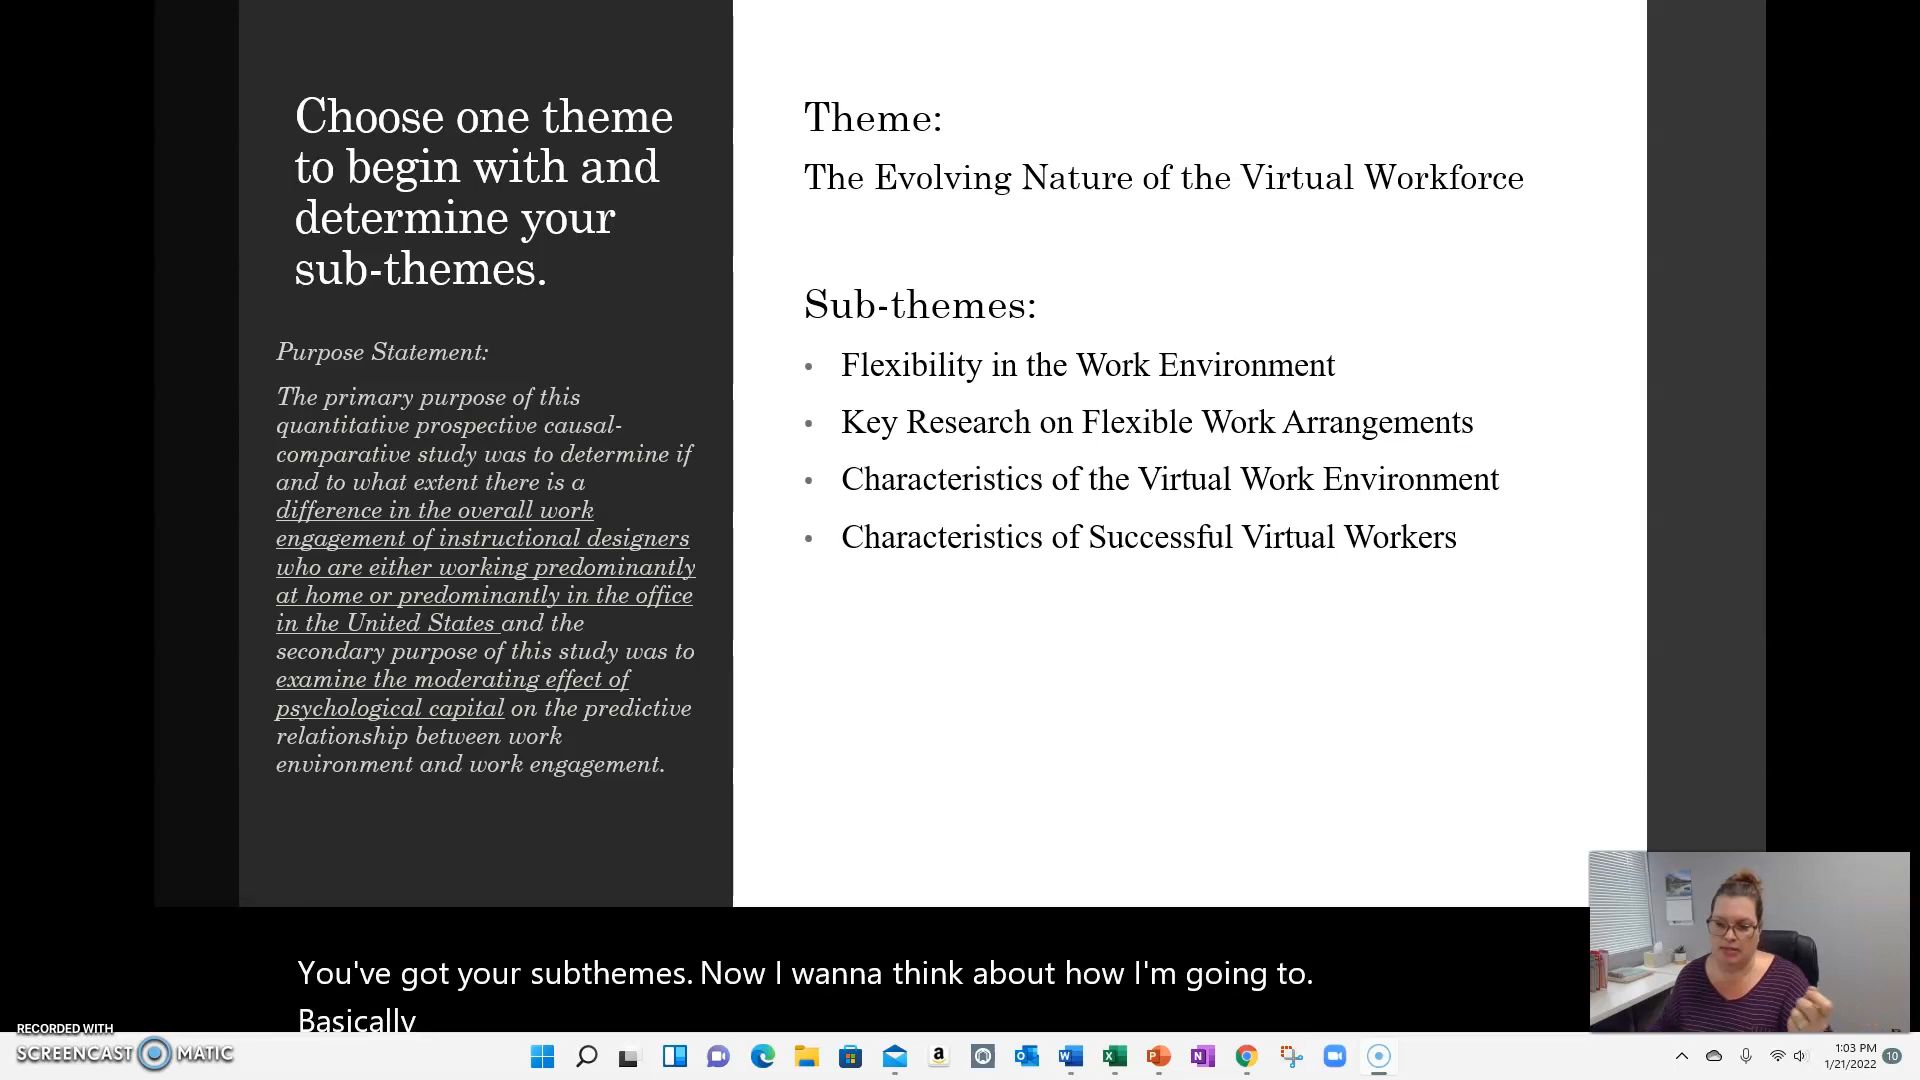 Choose one theme
to begin with and
determine your
sub-themes.
Purpose Statement:
The primary purpose of this
quantitative prospective causal-
comparative study was to determine if
and to what extent there is a
difference in the overall work
engagement of instructional designers
who are either working predominantly
at home or predominantly in the office
in the United States and the
secondary purpose of this study was to
examine the moderating effect of
psychological capital on the predictive
relationship between work
environment and work engagement.
Theme:
The Evolving Nature of the Virtual Workforce
Sub-themes:
• Flexibility in the Work Environment
• Key Research on Flexible Work Arrangements
• Characteristics of the Virtual Work Environment
• Characteristics of Successful Virtual Workers
You've got your subthemes. Now I wanna think about how I'm going to.
Basically
RECORDED WITH
SCREENCAST MATIC
1:03 PM
1/21/2022
10